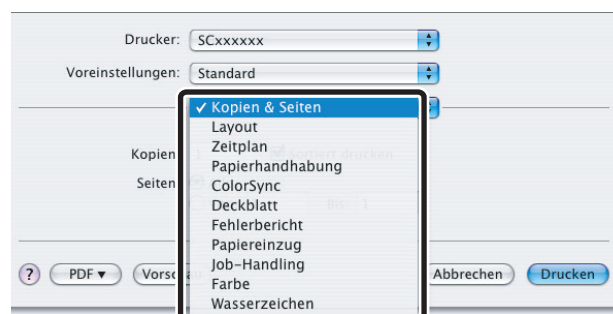 Drucker: SCxxxxxx
Voreinstellungen: Standard
✓ Kopien & Seiten
Layout
Zeitplan
Kopien
Papierhandhabung
Seiten
ColorSync
Deckblatt
Fehlerbericht
Papiereinzug
Job-Handling
? PDF ▼ Vorsc Abbrechen Drucken
Farbe
Wasserzeichen